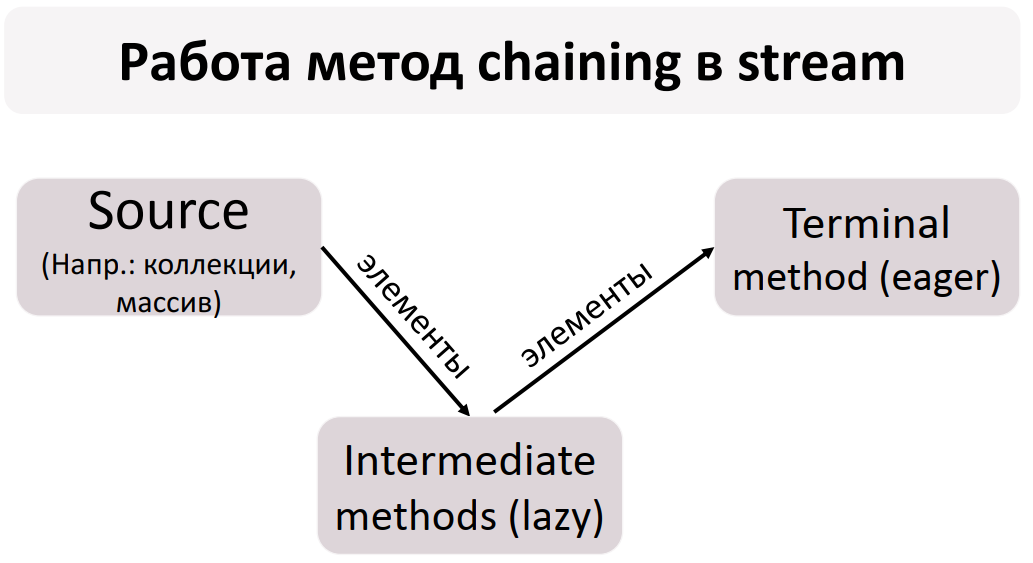 Работа метод chaining в stream
Source
(Напр.: коллекции,
массив)
элементы
элементы
Terminal
method (eager)
Intermediate
methods (lazy)